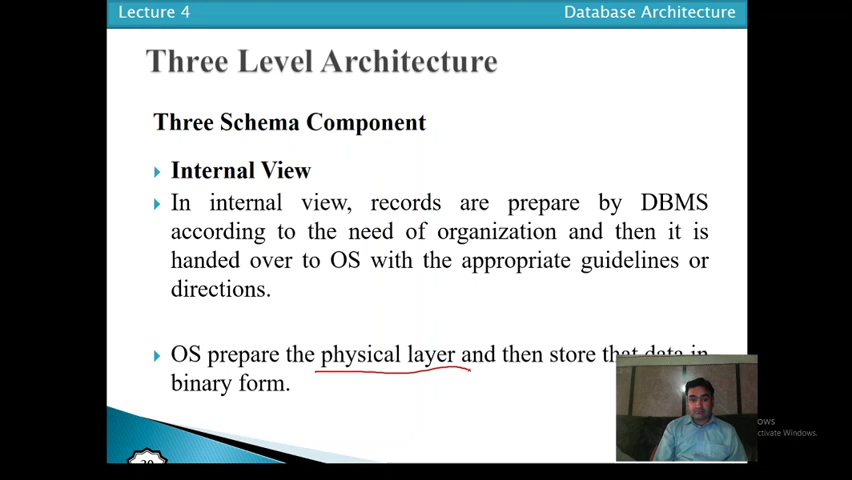 Lecture 4
Database Architecture
Three Level Architecture
Three Schema Component
Internal View
In internal view, records are prepare by DBMS
according to the need of organization and then it is
handed over to OS with the appropriate guidelines or
directions.
OS prepare the physical layer and then store that data in
binary form.
ows
ctivate Windows.